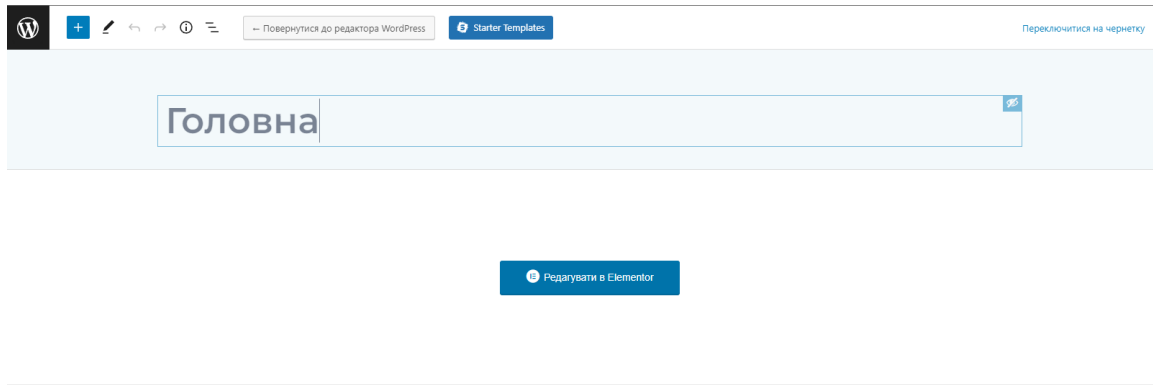 ← Повернутися до редактора WordPress
Starter Templates
Переключитися на чернетку
Головна
Редагувати в Elementor